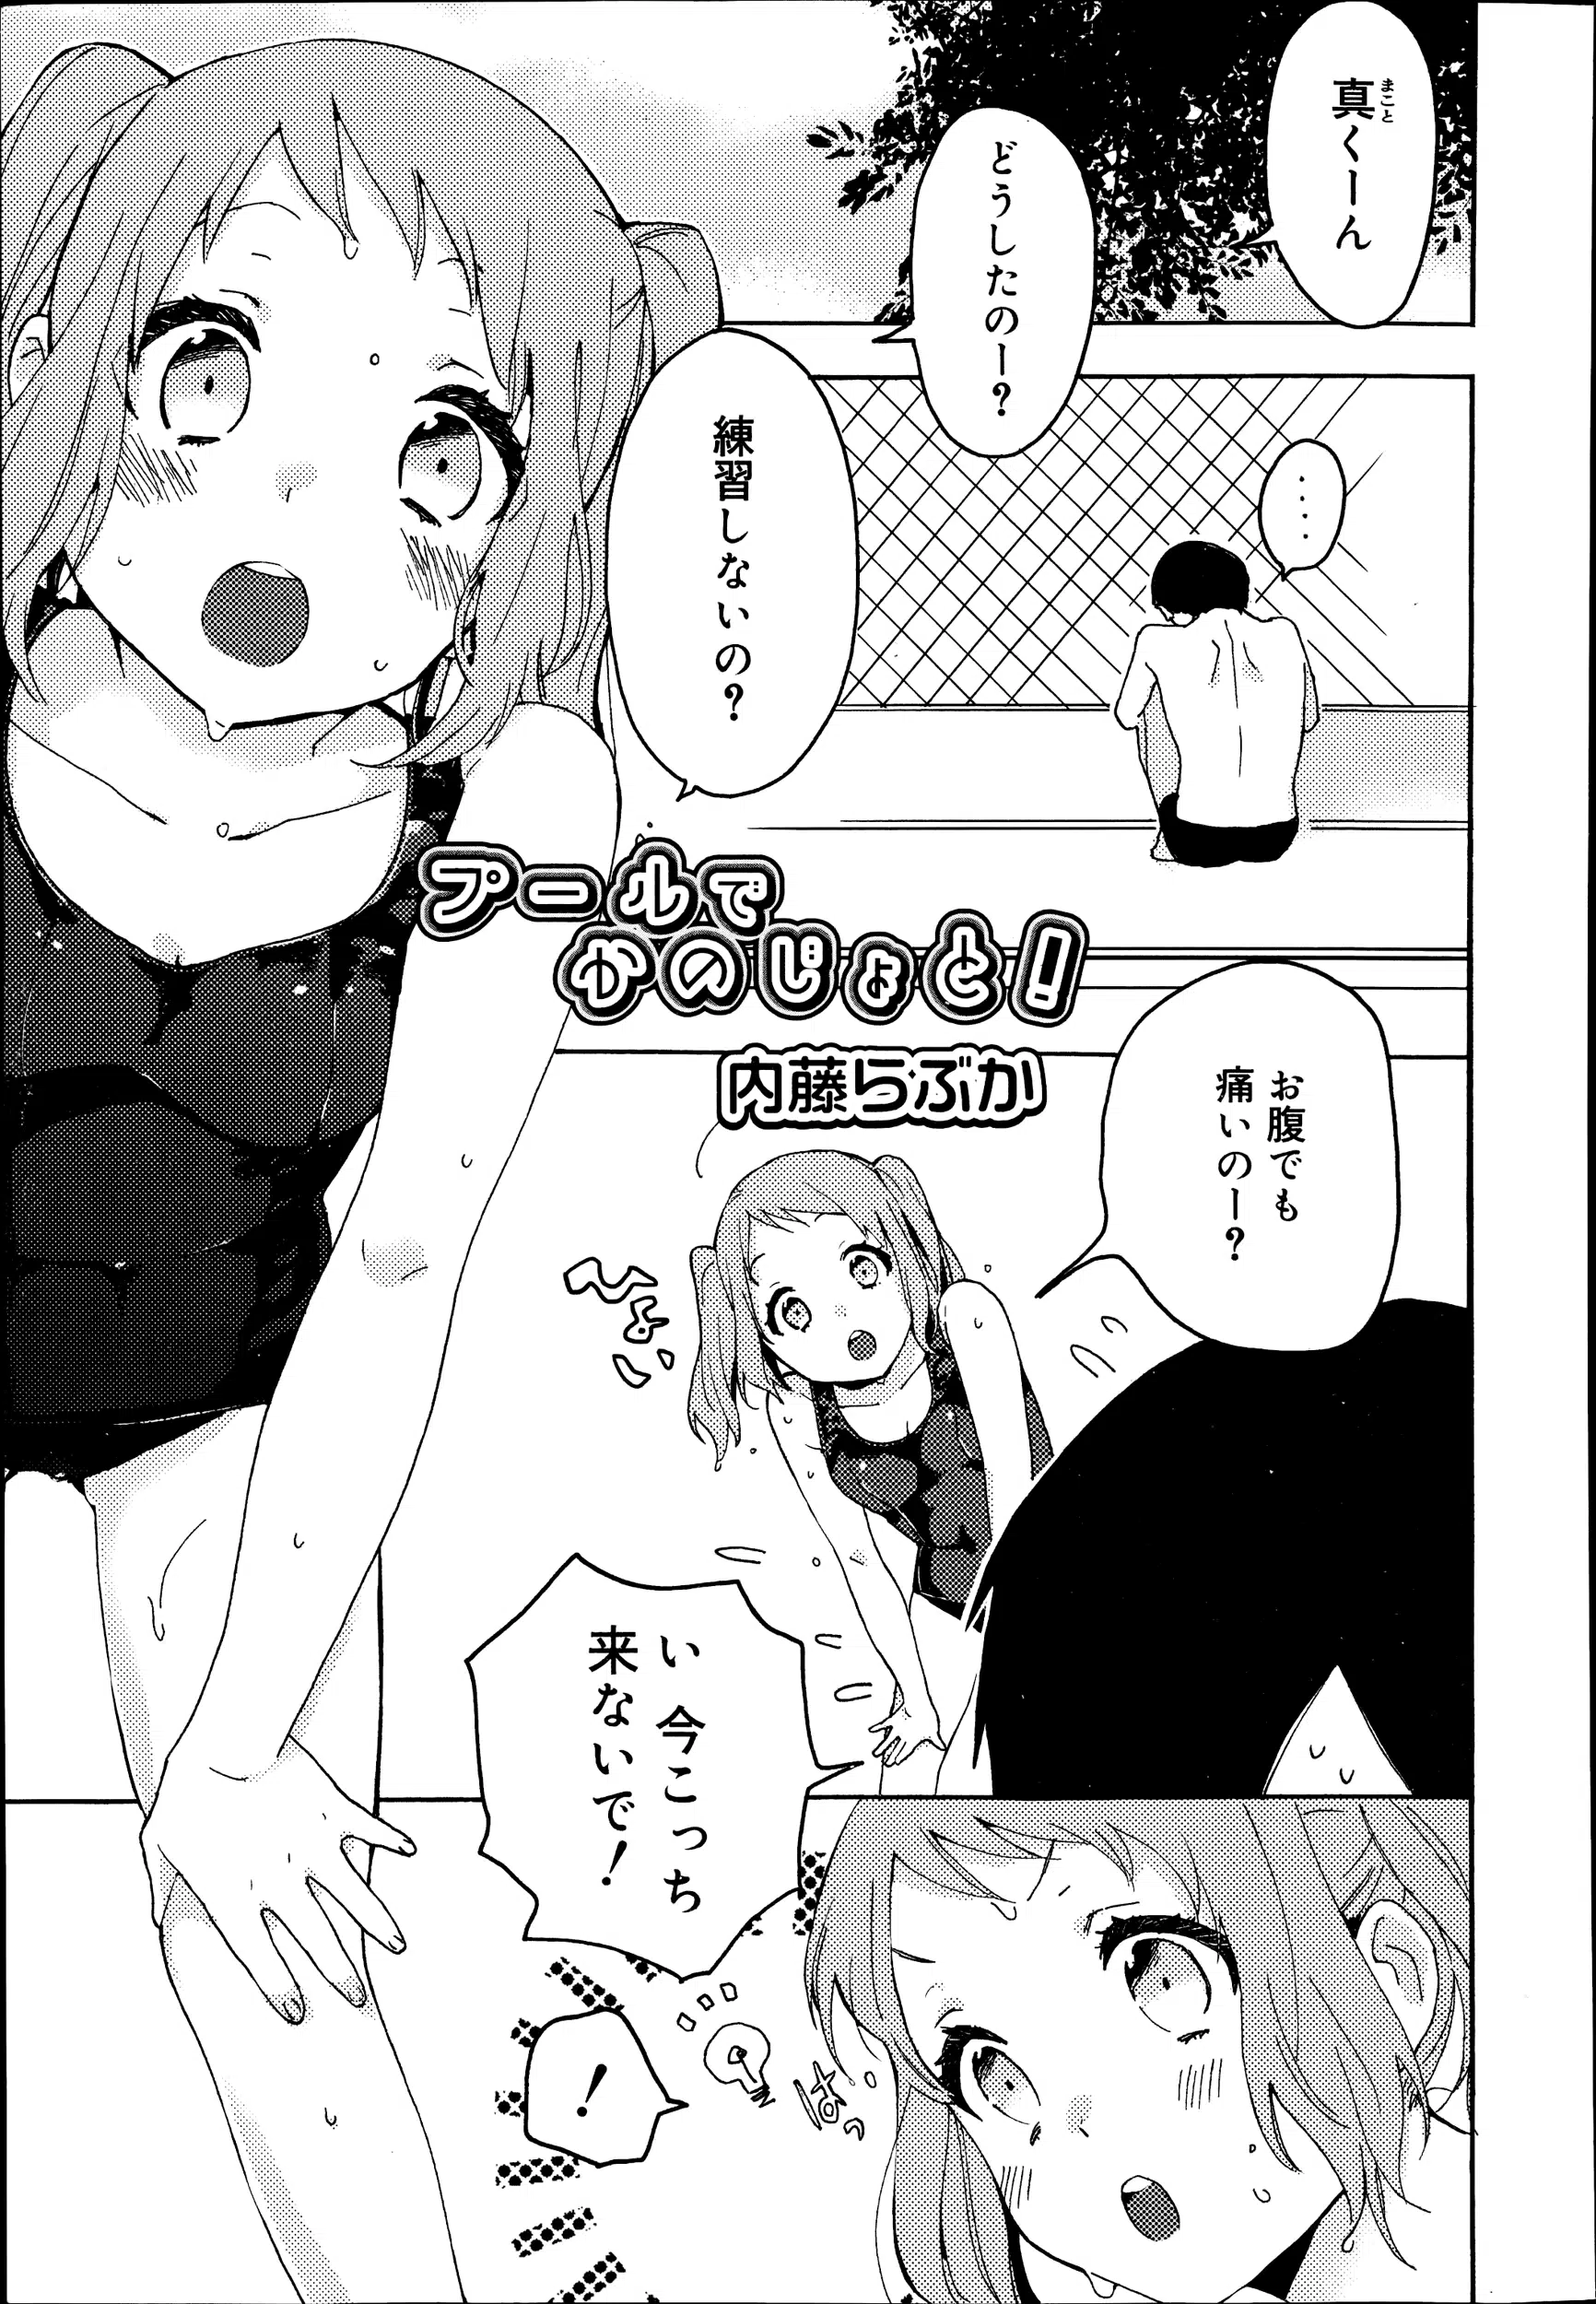 真くーん
まこと
どうしたのー?
‥‥
練習しないの?
プールで
かのじょと!
内藤らぶか
お腹でも
痛いのー?
ひょい
い 今こっち
来ないで!
!
はっ